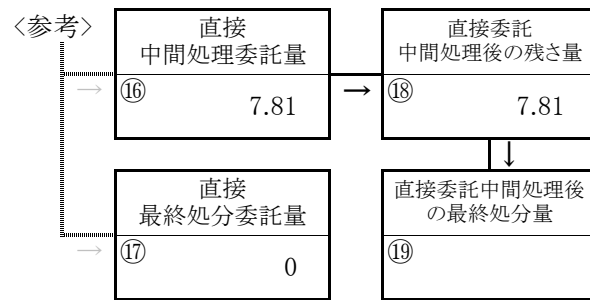 〈参考〉
直接
中間処理委託量
⑯
7.81
→
→
直接委託
中間処理後の残さ量
⑱
7.81
↓
直接
最終処分委託量
→
⑰
0
直接委託中間処理後
の最終処分量
⑲